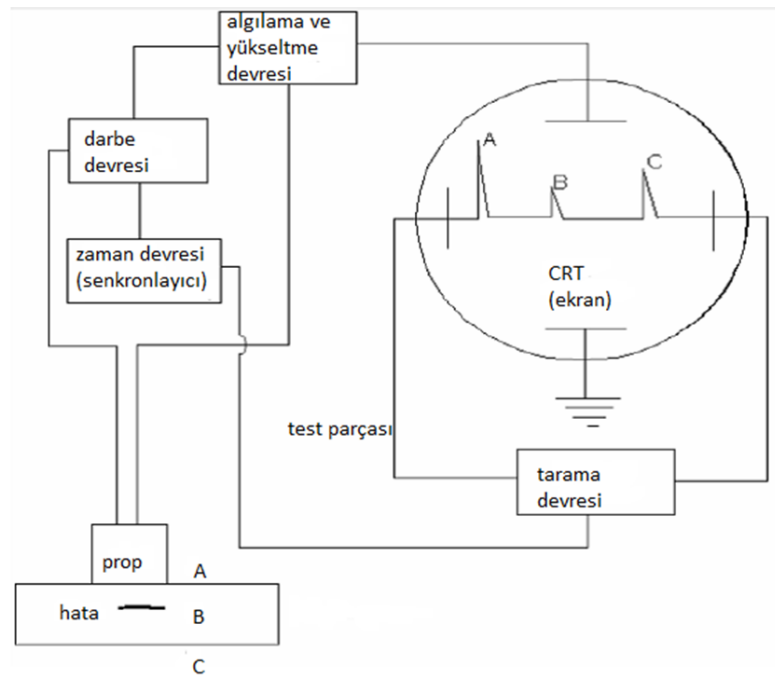 algılama ve
yükseltme
devresi
darbe
devresi
zaman devresi
(senkronlayıcı)
A
B
C
CRT
(ekran)
test parçası
tarama
devresi
prop
A
hata
B
C